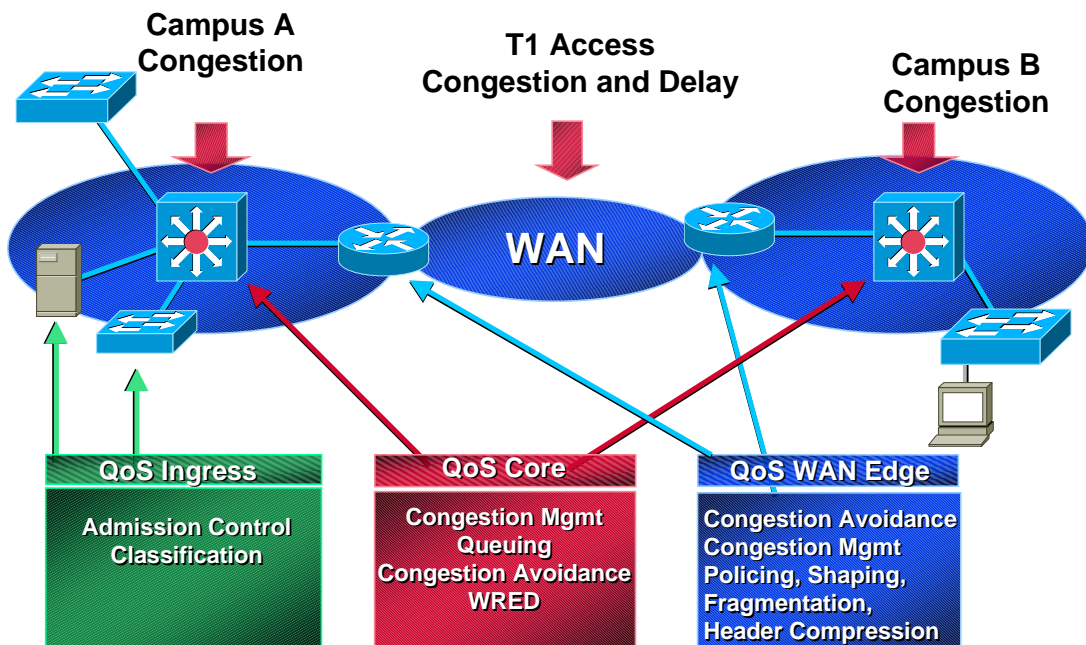 Campus A
Congestion
T1 Access
Congestion and Delay
Campus B
Congestion
WAN
QoS Ingress
Admission Control
Classification
QoS Core
Congestion Mgmt
Queuing
Congestion Avoidance
WRED
QoS WAN Edge
Congestion Avoidance
Congestion Mgmt
Policing, Shaping,
Fragmentation,
Header Compression